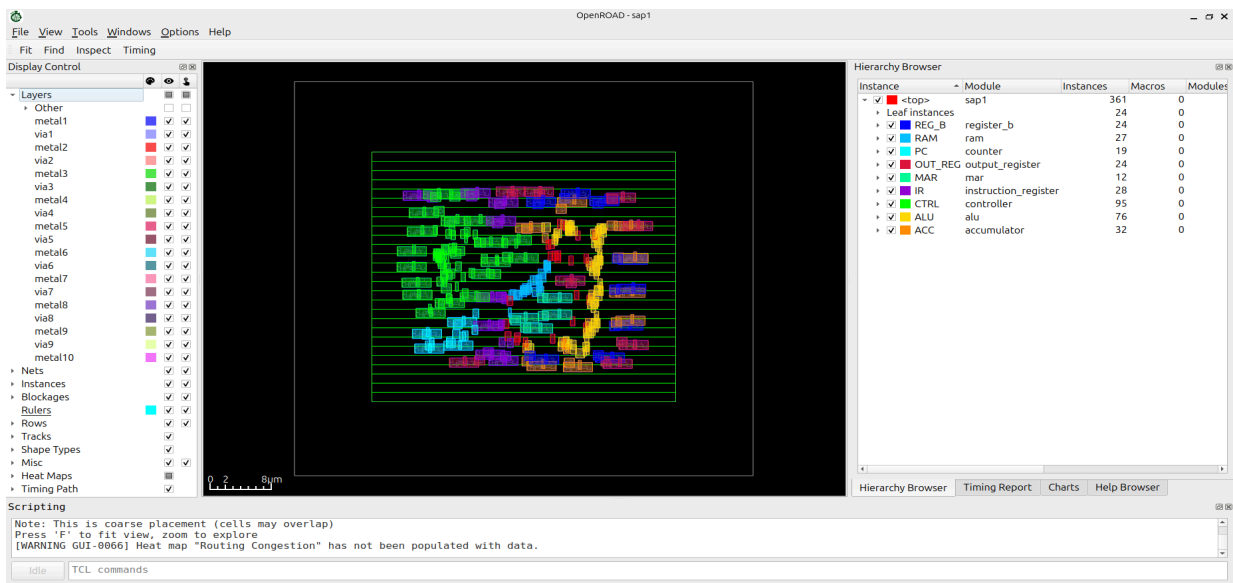 OpenROAD - sap1
File View Tools Windows Options Help
Fit Find Inspect Timing
Display Control
Layers
Other
metal1
via1
metal2
via2
metal3
via3
metal4
via4
metal5
via5
metal6
via6
metal7
via7
metal8
via8
metal9
via9
metal10
Nets
Instances
Blockages
Rulers
Rows
Tracks
Shape Types
Misc
Heat Maps
Timing Path
0 2 8μm
Hierarchy Browser
Instance Module Instances Macros Modules
<top> sap1 361 0
Leaf instances 24 0
REG_B register_b 24 0
RAM ram 27 0
PC counter 19 0
OUT_REG output_register 24 0
MAR mar 12 0
IR instruction_register 28 0
CTRL controller 95 0
ALU alu 76 0
ACC accumulator 32 0
Hierarchy Browser Timing Report Charts Help Browser
Scripting
Note: This is coarse placement (cells may overlap)
Press 'F' to fit view, zoom to explore
[WARNING GUI-0066] Heat map "Routing Congestion" has not been populated with data.
Idle TCL commands